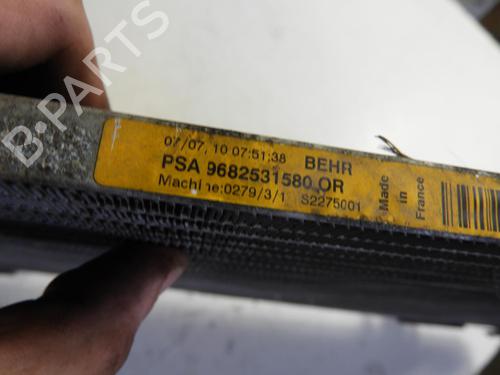 B-PARTS
07/07, 10 07:51:38 BEHR
PSA 9682531580 OR
Machine:0279/3/1 S2275001
Made
in
France